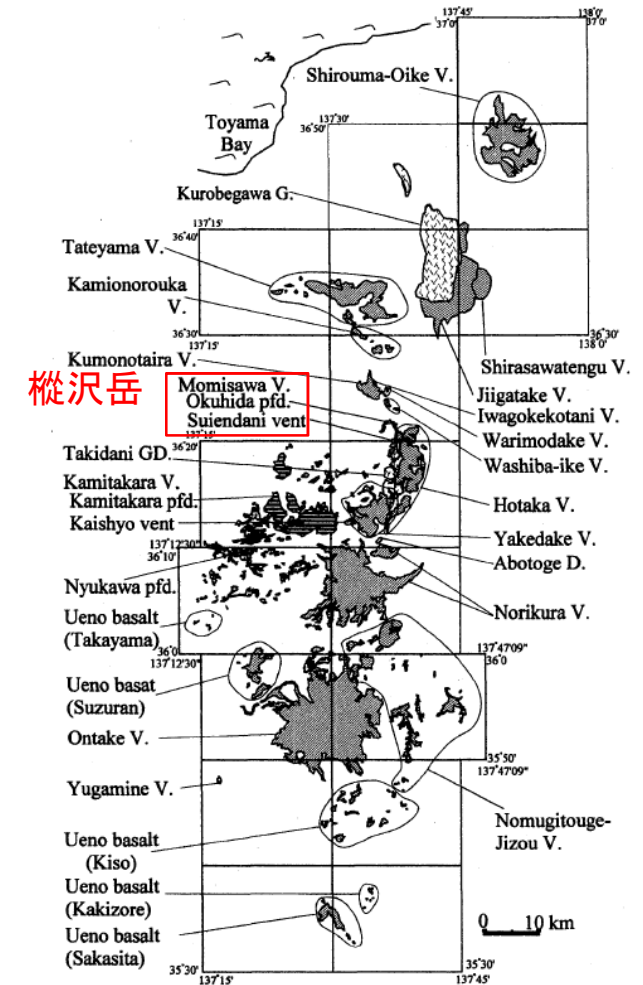 137°45'
37°0'
138°0'
37°0'
Shirouma-Oike V.
Toyama
Bay
137°30'
36°50'
Kurobegawa G.
137°15'
36°40'
Tateyama V.
Kamionorouka
V.
36°30'
137°15'
36°30'
138°0'
Kumonotaira V.
Shirasawatengu V.
樅沢岳
Momisawa V.
Okuhida pfd.
Suiendani vent
Jiigatake V.
Iwagokekotani V.
Warimodake V.
Washiba-ike V.
137°15'
36°20'
Takidani GD.
Kamitakara V.
Kamitakara pfd.
Kaishyo vent
Hotaka V.
Yakedake V.
Abotoge D.
137°12'30"
36°10'
Nyukawa pfd.
Norikura V.
Ueno basalt
(Takayama)
36°0'
137°12'30"
137°47'09"
36°0
Ueno basat
(Suzuran)
Ontake V.
35°50'
137°47'09"
Yugamine V.
Nomugitouge-
Jizou V.
Ueno basalt
(Kiso)
Ueno basalt
(Kakizore)
Ueno basalt
(Sakasita)
0 10 km
35°30'
137°15'
35°30'
137°45'